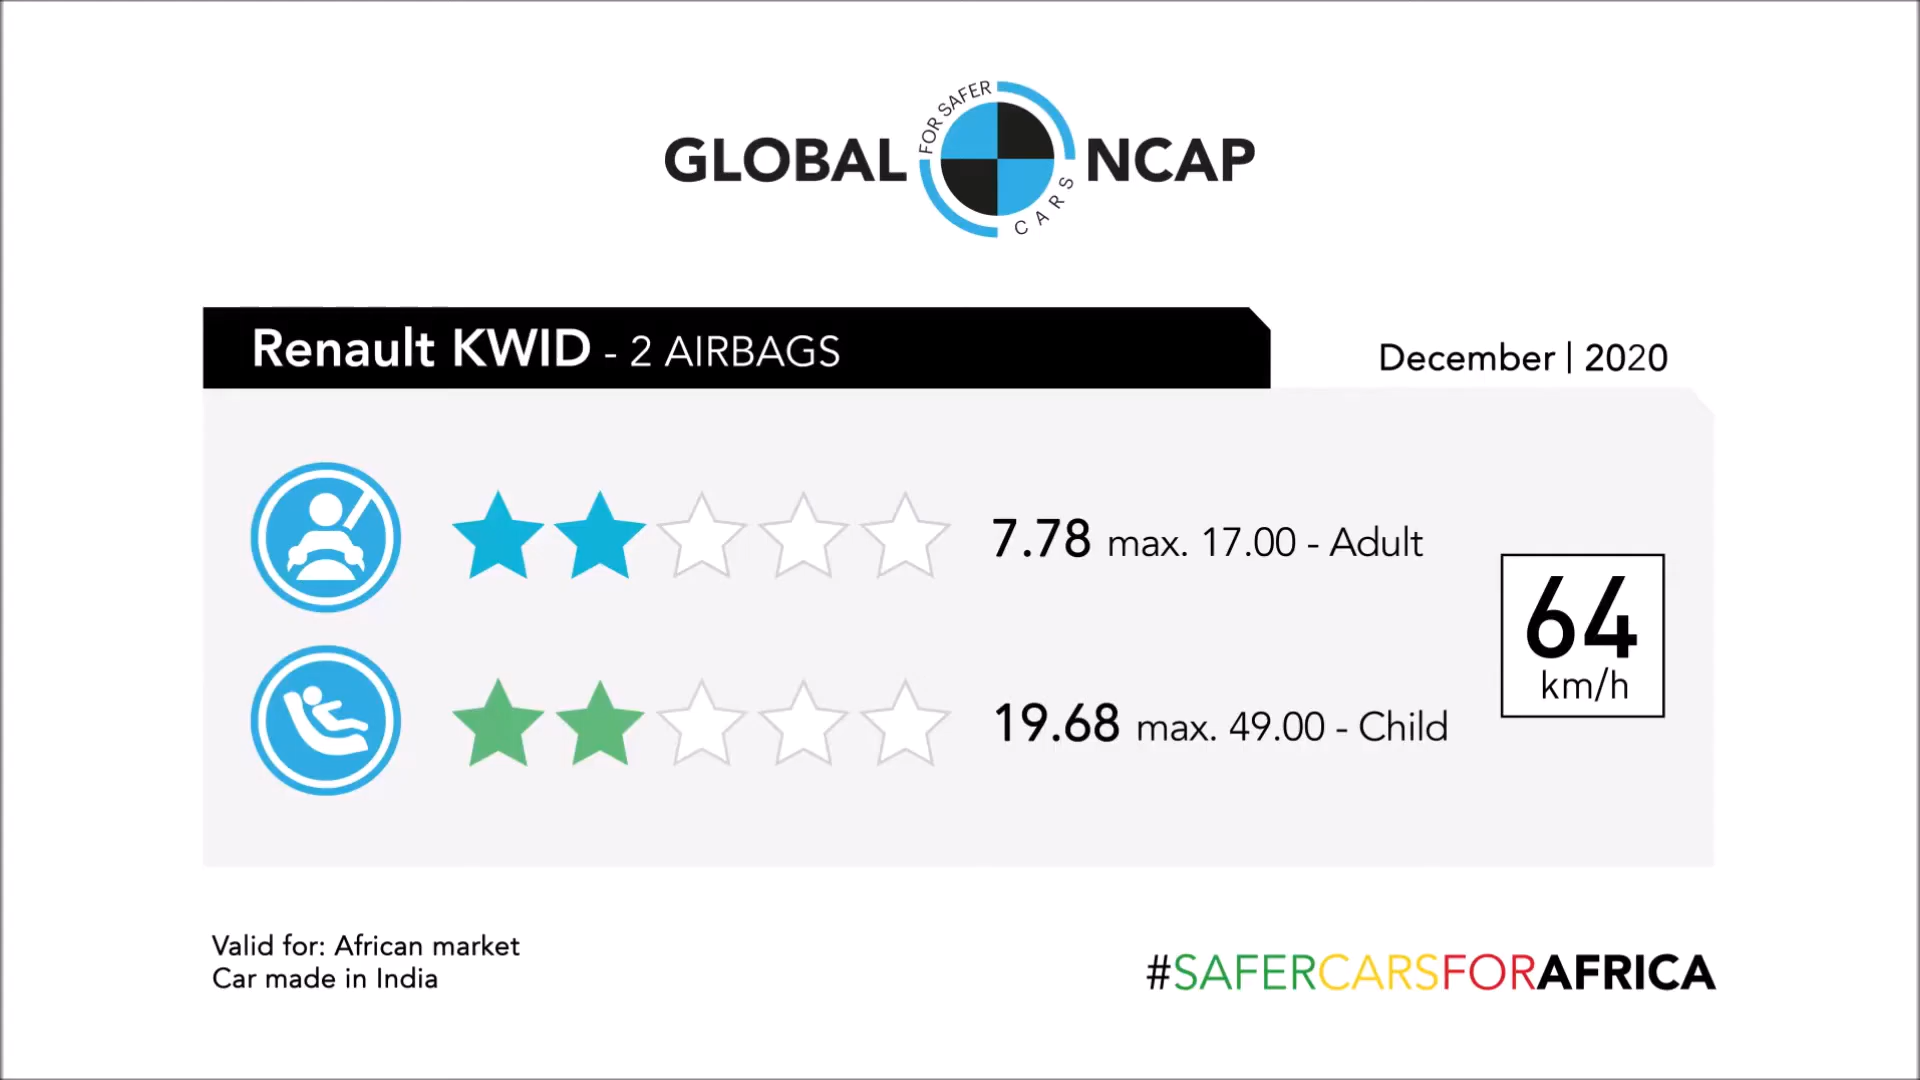 GLOBAL FOR SAFER CARS NCAP
Renault KWID - 2 AIRBAGS
December | 2020
7.78 max. 17.00 - Adult
64
km/h
19.68 max. 49.00 - Child
Valid for: African market
Car made in India
#SAFERCARSFORAFRICA